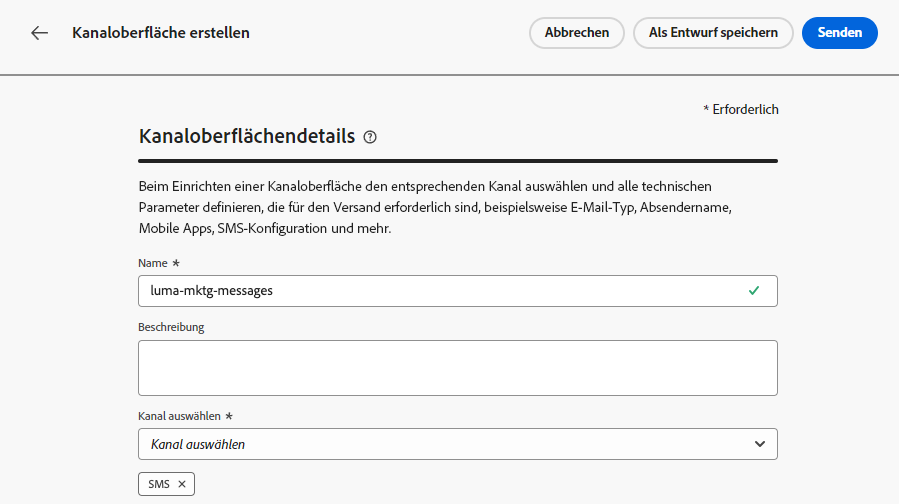 Kanaloberfläche erstellen
Abbrechen
Als Entwurf speichern
Senden
* Erforderlich
Kanaloberflächendetails
Beim Einrichten einer Kanaloberfläche den entsprechenden Kanal auswählen und alle technischen
Parameter definieren, die für den Versand erforderlich sind, beispielsweise E-Mail-Typ, Absendername,
Mobile Apps, SMS-Konfiguration und mehr.
Name *
luma-mktg-messages
Beschreibung
Kanal auswählen *
Kanal auswählen
SMS